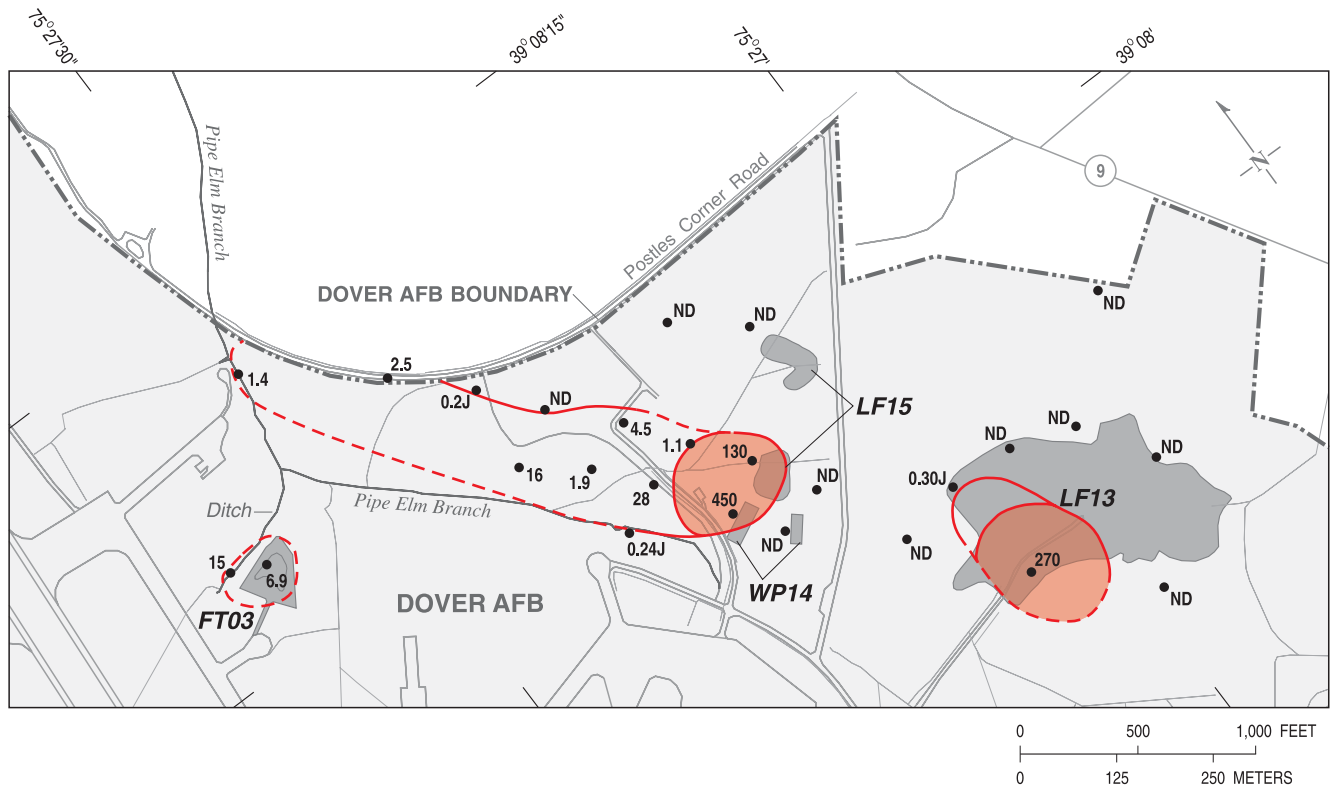 75°27'30"
39°08'15"
75°27'
39°08'
Pipe Elm Branch
Postles Corner Road
9
N
DOVER AFB BOUNDARY
ND
ND
ND
2.5
1.4
0.2J
ND
LF15
4.5
1.1
130
ND
ND
ND
0.30J
LF13
16
1.9
28
450
ND
Pipe Elm Branch
Ditch
0.24J
ND
ND
15
6.9
270
WP14
ND
DOVER AFB
FT03
0 500 1,000 FEET
0 125 250 METERS